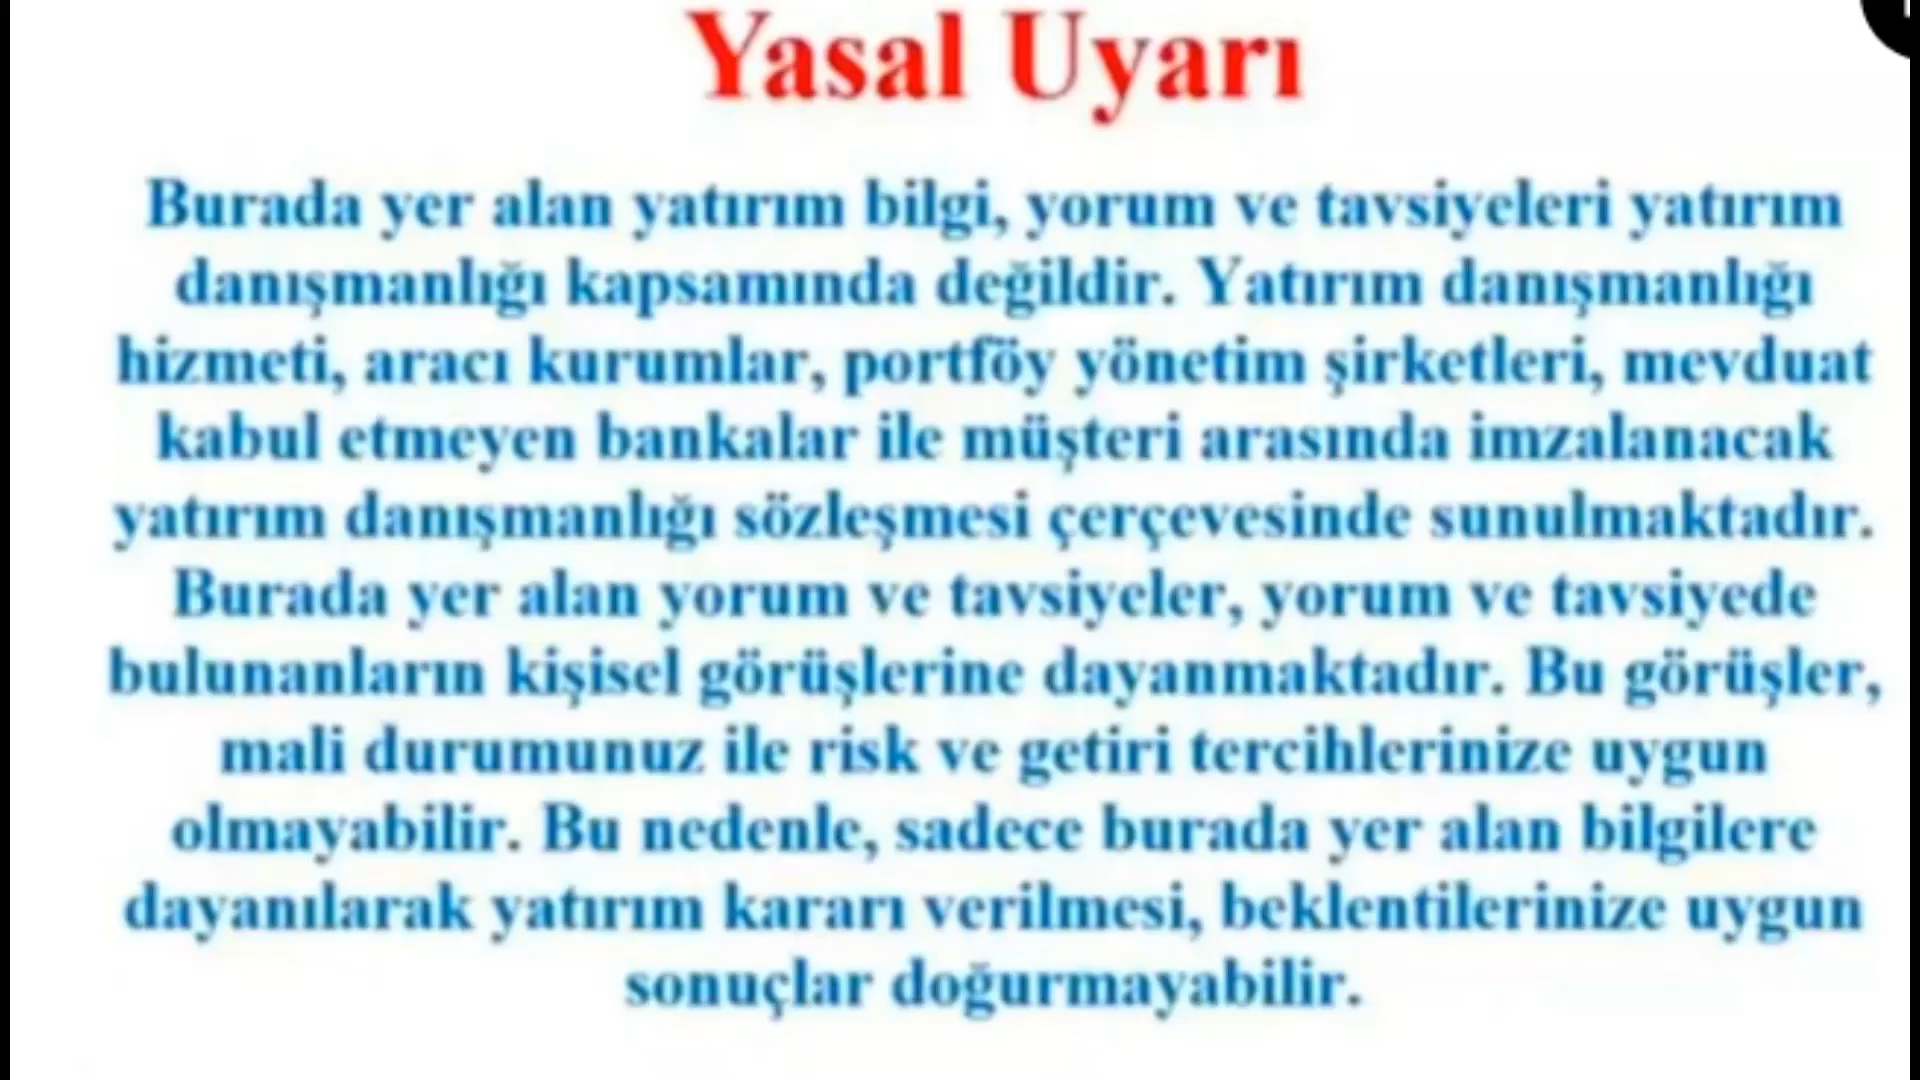 Yasal Uyarı
Burada yer alan yatırım bilgi, yorum ve tavsiyeleri yatırım
danışmanlığı kapsamında değildir. Yatırım danışmanlığı
hizmeti, aracı kurumlar, portföy yönetim şirketleri, mevduat
kabul etmeyen bankalar ile müşteri arasında imzalanacak
yatırım danışmanlığı sözleşmesi çerçevesinde sunulmaktadır.
Burada yer alan yorum ve tavsiyeler, yorum ve tavsiyede
bulunanların kişisel görüşlerine dayanmaktadır. Bu görüşler,
mali durumunuz ile risk ve getiri tercihlerinize uygun
olmayabilir. Bu nedenle, sadece burada yer alan bilgilere
dayanılarak yatırım kararı verilmesi, beklentilerinize uygun
sonuçlar doğurmayabilir.